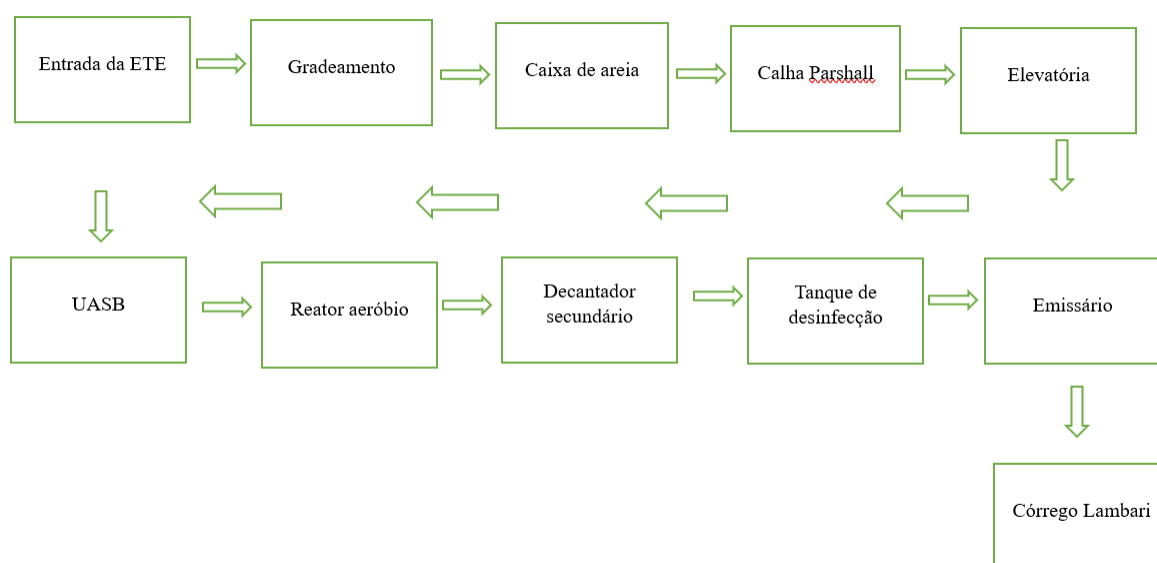 Entrada da ETE
Gradeamento
Caixa de areia
Calha Parshall
Elevatória
UASB
Reator aeróbio
Decantador
secundário
Tanque de
desinfecção
Emissário
Córrego Lambari